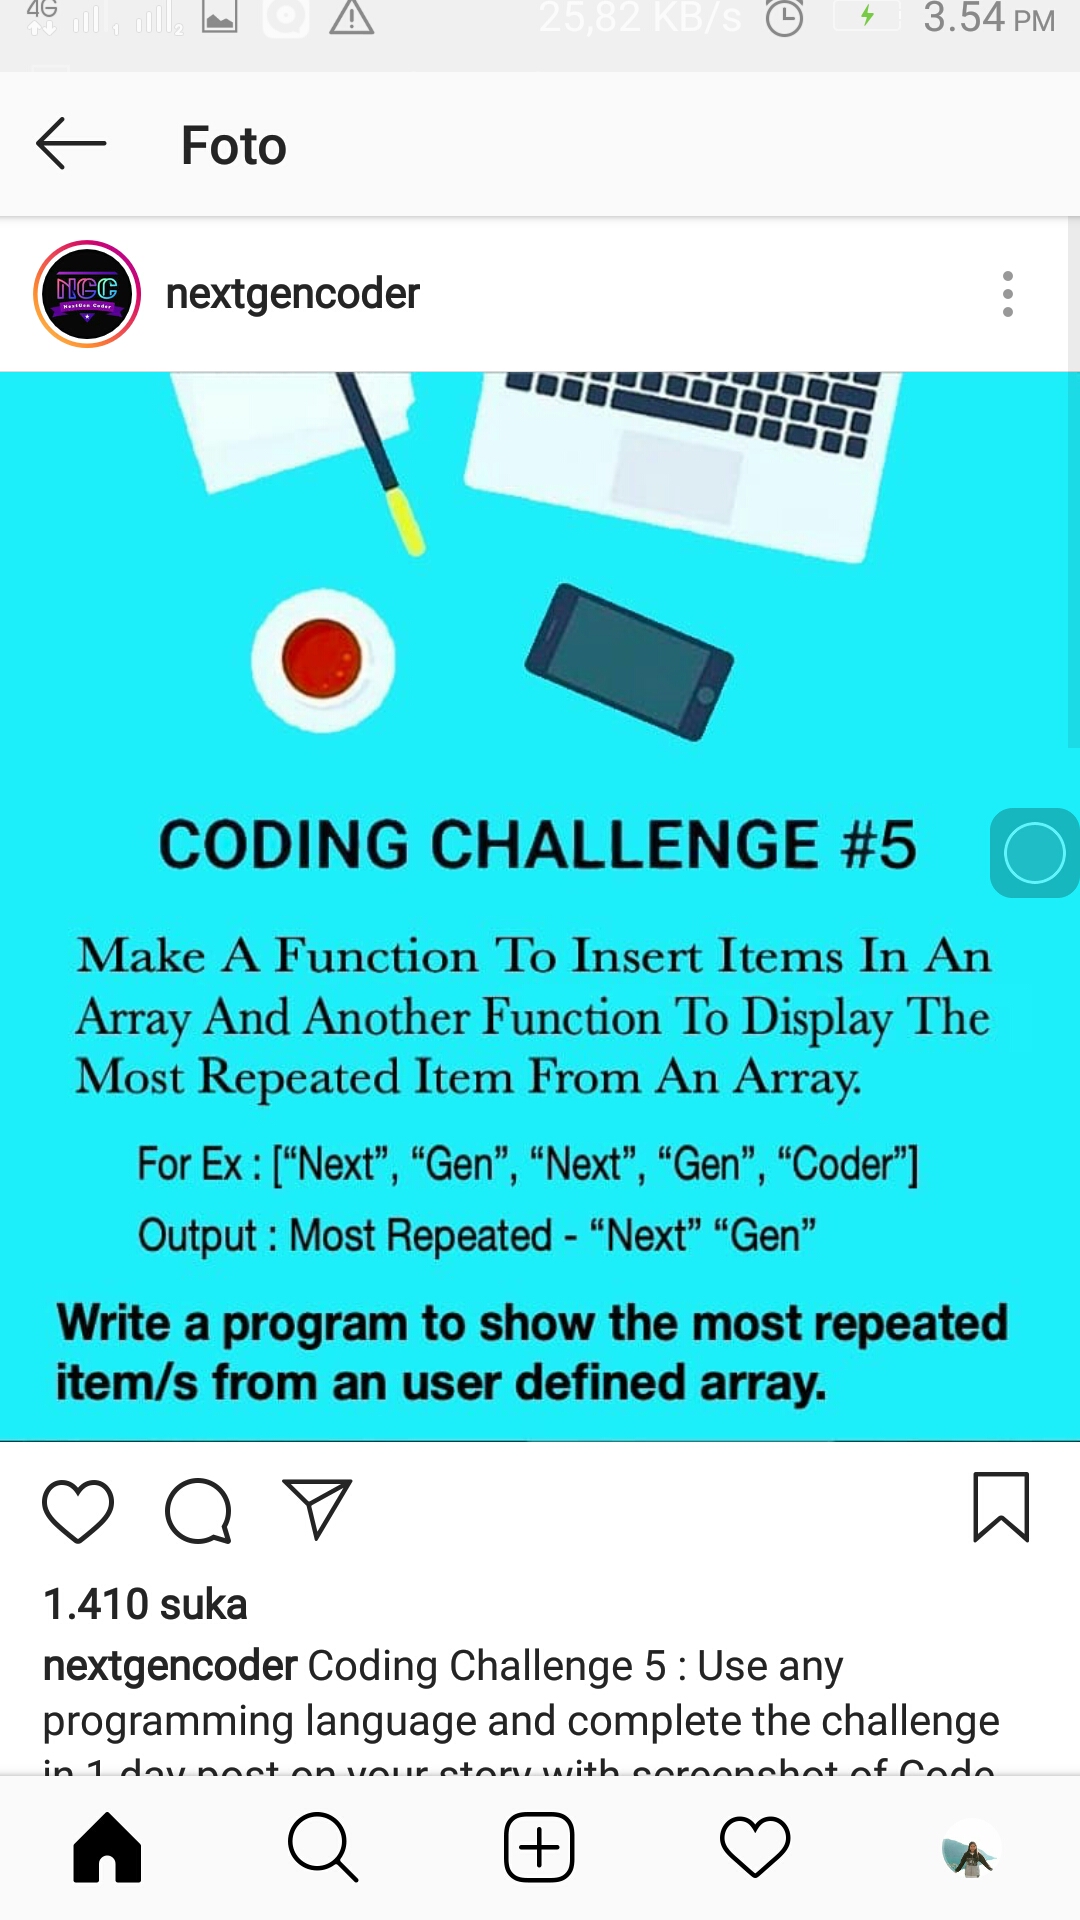 4G 1 2 25,82 KB/s 3.54 PM
Foto
NGC
NextGen Coder
nextgencoder
CODING CHALLENGE #5
Make A Function To Insert Items In An
Array And Another Function To Display The
Most Repeated Item From An Array.
For Ex : [“Next”, “Gen”, “Next”, “Gen”, “Coder”]
Output : Most Repeated - “Next” “Gen”
Write a program to show the most repeated
item/s from an user defined array.
1.410 suka
nextgencoder Coding Challenge 5 : Use any
programming language and complete the challenge
in 1 day post on your story with screenshot of Code